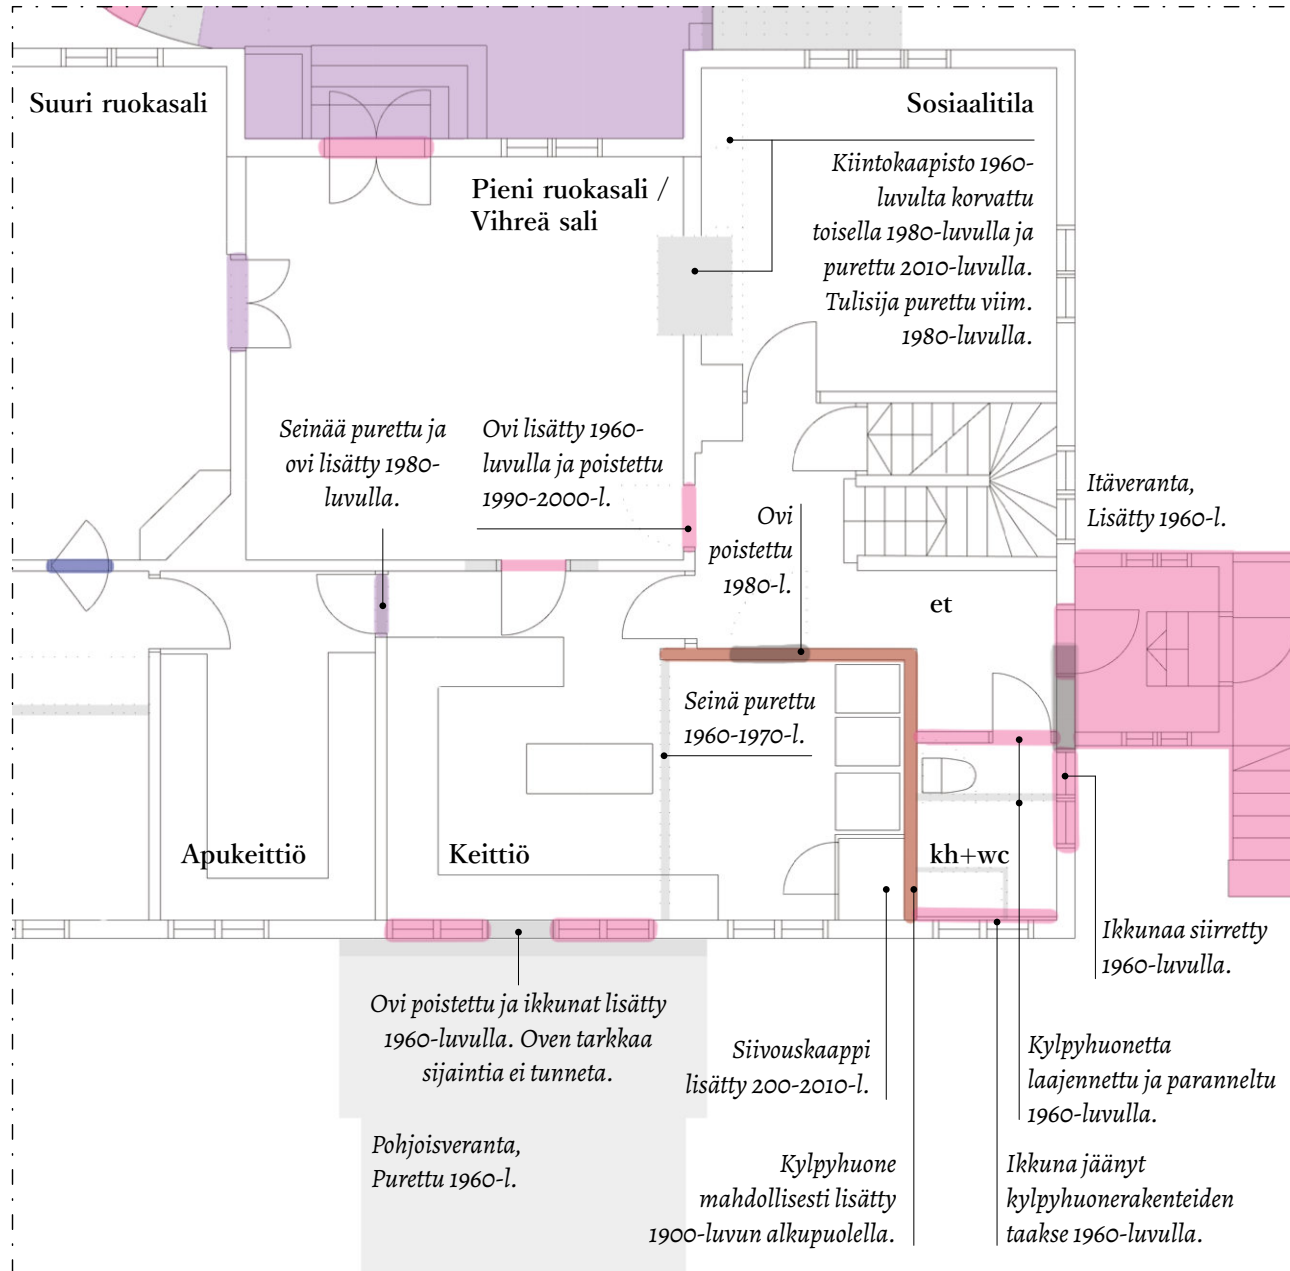 Suuri ruokasali
Sosiaalitila
Kiintokaapisto 1960-
luvulta korvattu
toisella 1980-luvulla ja
purettu 2010-luvulla.
Tulisija purettu viim.
1980-luvulla.
Pieni ruokasali /
Vihreä sali
Seinää purettu ja
ovi lisätty 1980-
luvulla.
Ovi lisätty 1960-
luvulla ja poistettu
1990-2000-l.
Ovi
poistettu
1980-l.
Itäveranta,
Lisätty 1960-l.
et
Seinä purettu
1960-1970-l.
Apukeittiö
Keittiö
kh+wc
Ikkunaa siirretty
1960-luvulla.
Ovi poistettu ja ikkunat lisätty
1960-luvulla. Oven tarkkaa
sijaintia ei tunneta.
Siivouskaappi
lisätty 200-2010-l.
Kylpyhuonetta
laajennettu ja paranneltu
1960-luvulla.
Pohjoisveranta,
Purettu 1960-l.
Kylpyhuone
mahdollisesti lisätty
1900-luvun alkupuolella.
Ikkuna jäänyt
kylpyhuonerakenteiden
taakse 1960-luvulla.